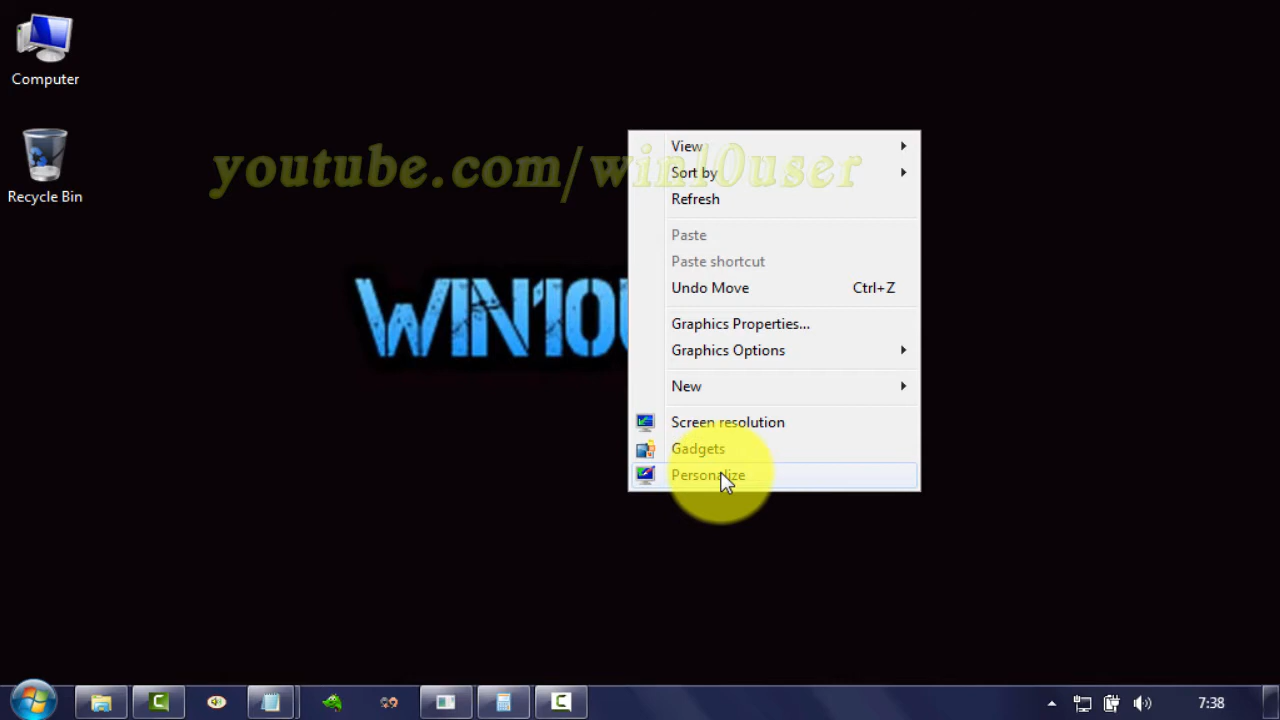 Computer
Recycle Bin
youtube.com/win10user
WIN10U
View
Sort by
Refresh
Paste
Paste shortcut
Undo Move Ctrl+Z
Graphics Properties...
Graphics Options
New
Screen resolution
Gadgets
Personalize
7:38